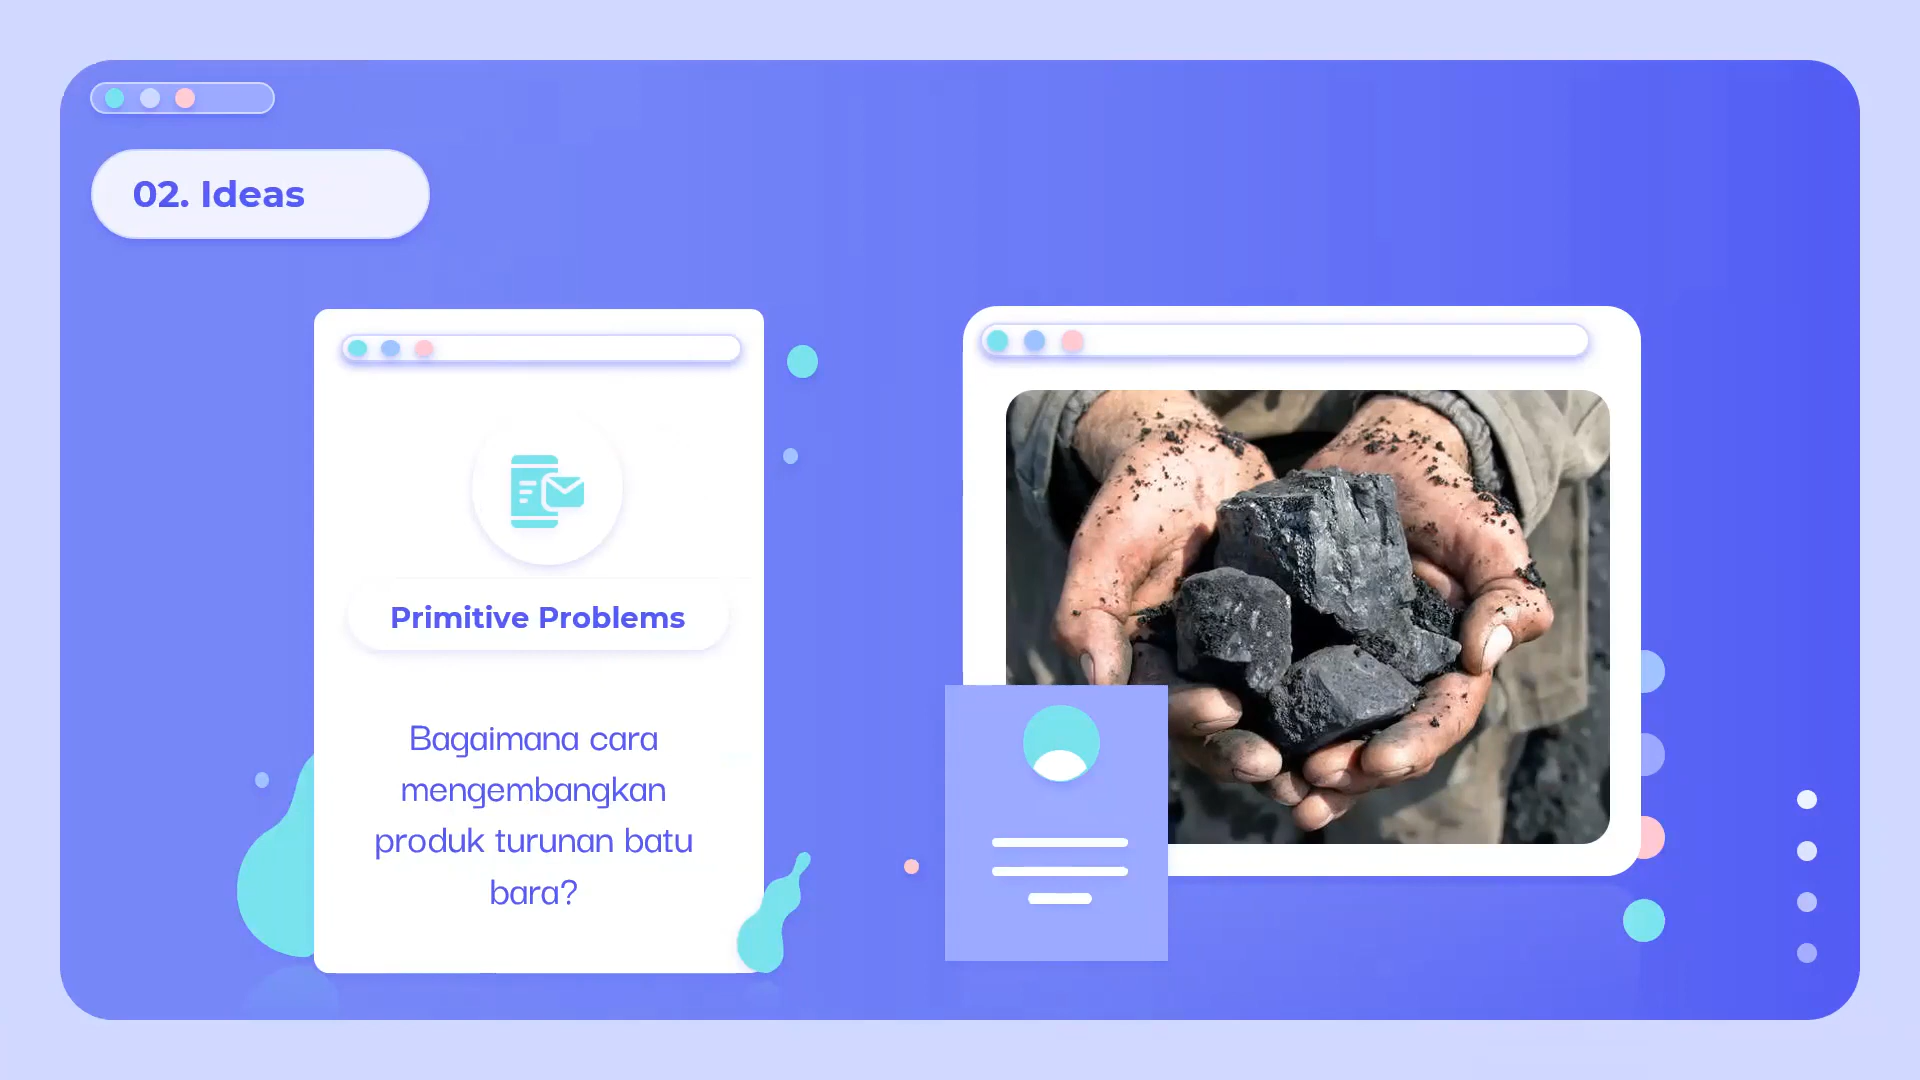 02. Ideas
Primitive Problems
Bagaimana cara
mengembangkan
produk turunan batu
bara?